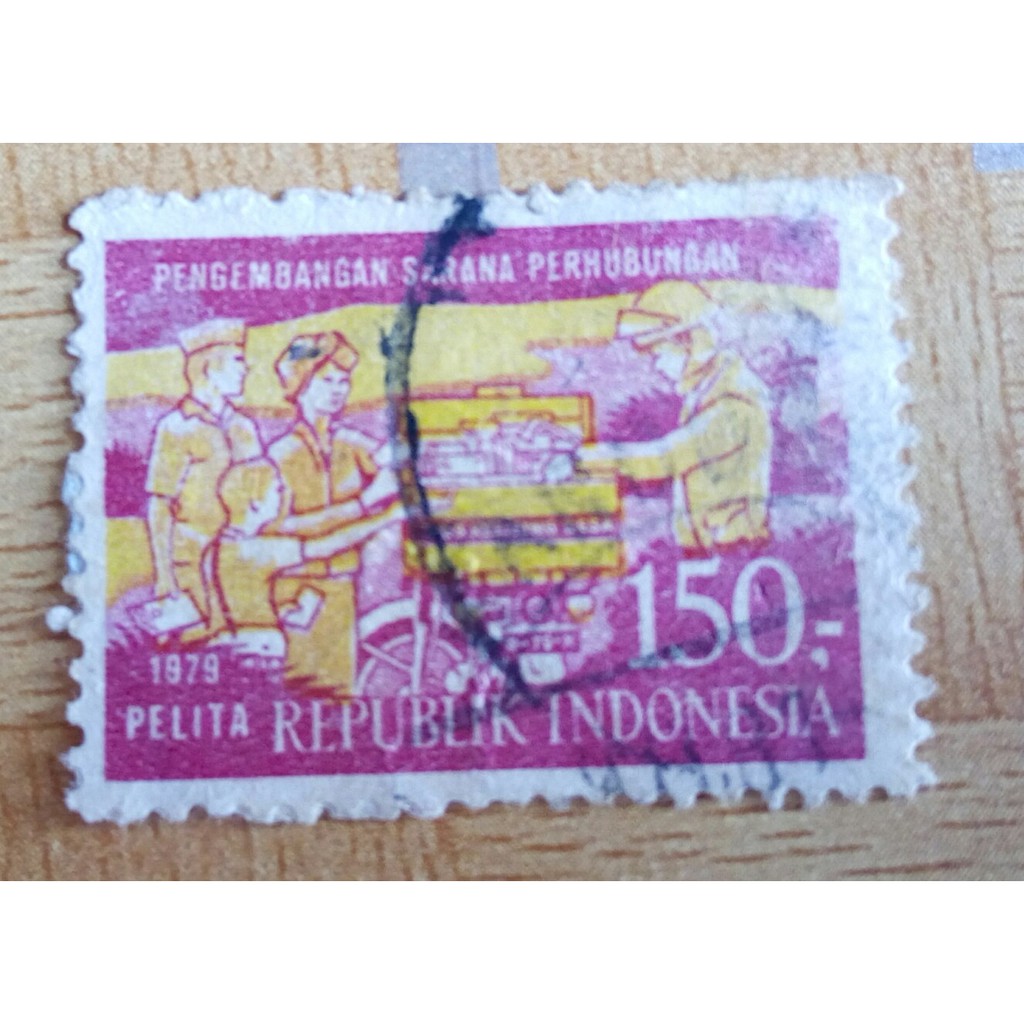 PENGEMBANGAN SARANA PERHUBUNGAN
150,-
1979
PELITA REPUBLIK INDONESIA